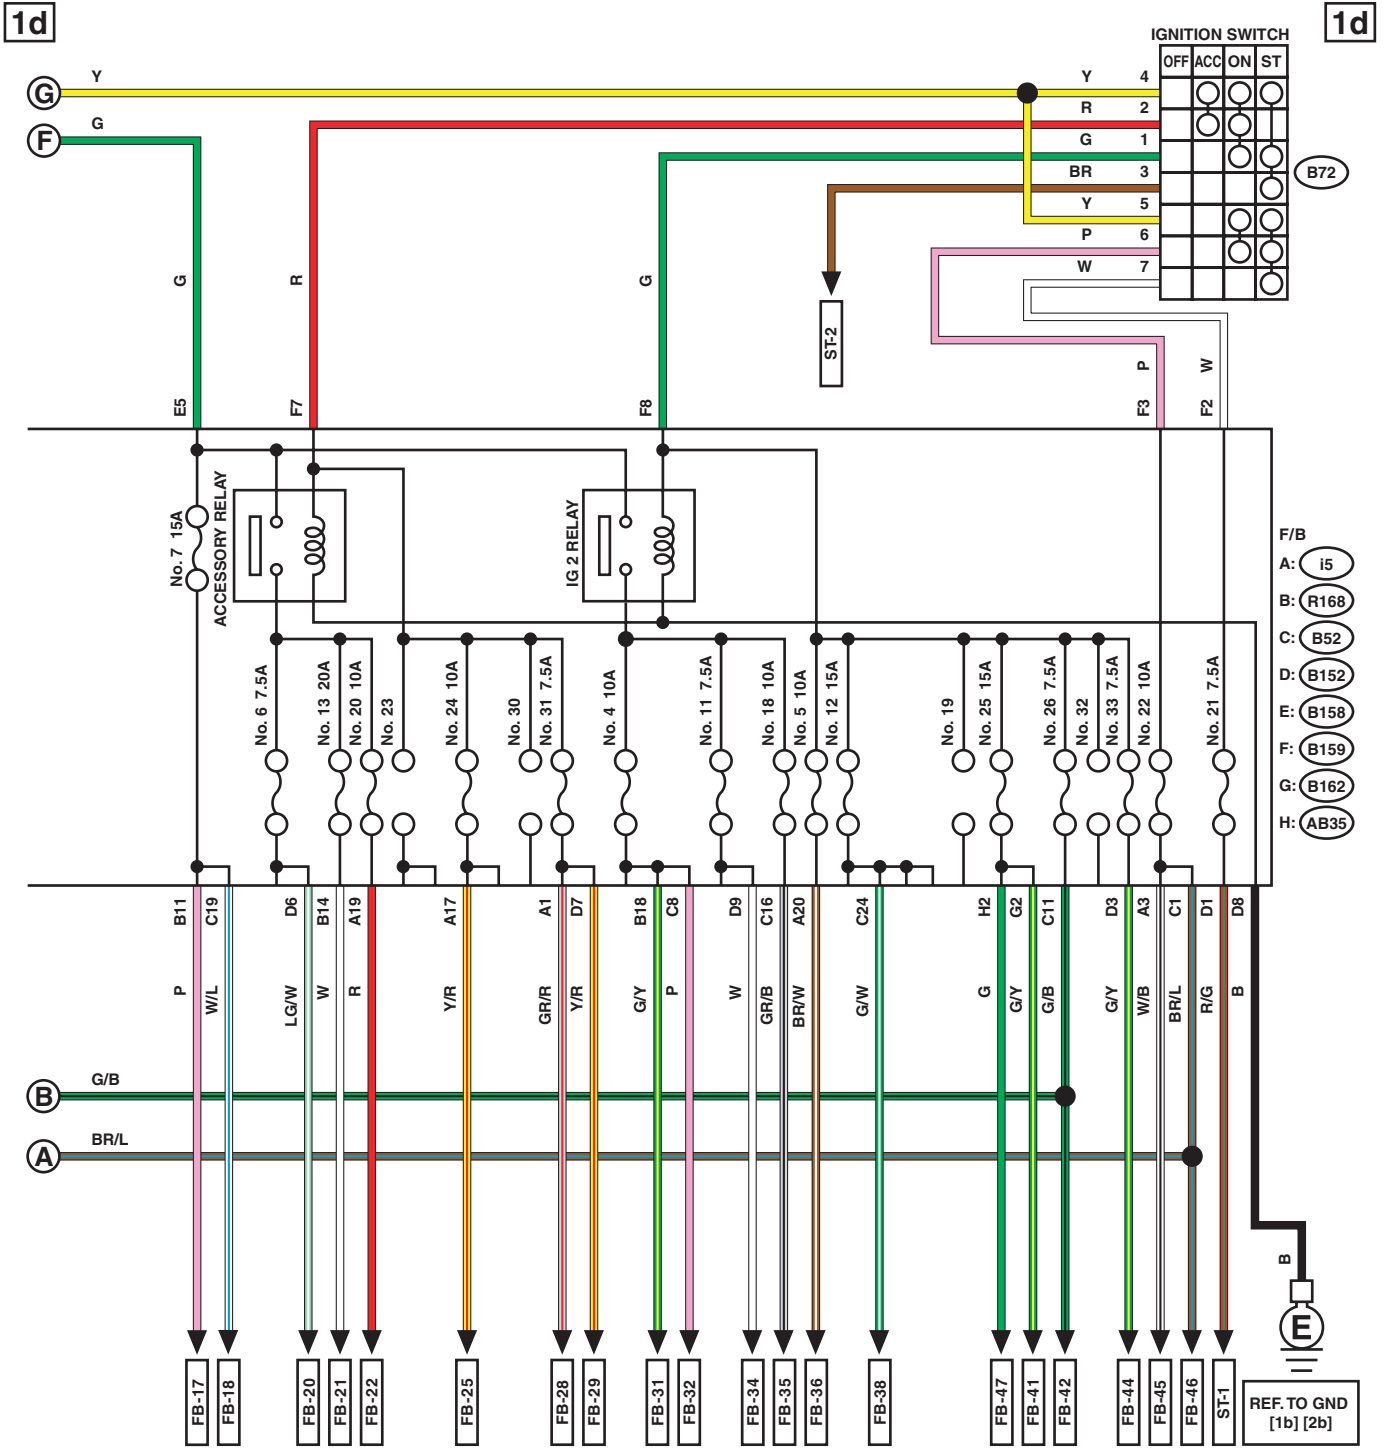 1d
1d
IGNITION SWITCH
OFF ACC ON ST
G Y Y 4
R 2
F G G 1
BR 3
B72
Y 5
P 6
W 7
G R G
ST-2
P W
E5 F7 F8 F3 F2
No. 7 15A
ACCESSORY RELAY
IG 2 RELAY
F/B
A: i5
B: R168
C: B52
D: B152
E: B158
F: B159
G: B162
H: AB35
No. 6 7.5A
No. 13 20A
No. 20 10A
No. 23
No. 24 10A
No. 30
No. 31 7.5A
No. 4 10A
No. 11 7.5A
No. 18 10A
No. 5 10A
No. 12 15A
No. 19
No. 25 15A
No. 26 7.5A
No. 32
No. 33 7.5A
No. 22 10A
No. 21 7.5A
B11 C19 D6 B14 A19 A17 A1 D7 B18 C8 D9 C16 A20 C24 H2 G2 C11 D3 A3 C1 D1 D8
P W/L LG/W W R Y/R GR/R Y/R G/Y P W GR/B BR/W G/W G G/Y G/B G/Y W/B BR/L R/G B
B G/B
A BR/L
B
E
FB-17 FB-18 FB-20 FB-21 FB-22 FB-25 FB-28 FB-29 FB-31 FB-32 FB-34 FB-35 FB-36 FB-38 FB-47 FB-41 FB-42 FB-44 FB-45 FB-46 ST-1
REF. TO GND
[1b] [2b]